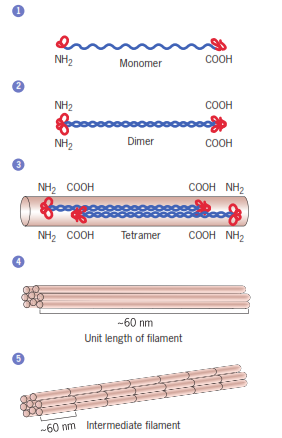 1
NH2 Monomer COOH
2
NH2 COOH
NH2 Dimer COOH
3
NH2 COOH COOH NH2
NH2 COOH Tetramer COOH NH2
4
~60 nm
Unit length of filament
5
~60 nm Intermediate filament